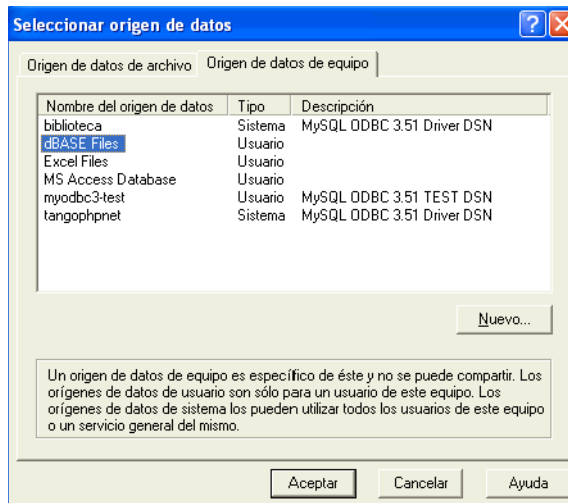 Seleccionar origen de datos
Origen de datos de archivo Origen de datos de equipo
Nombre del origen de datos Tipo Descripción
biblioteca Sistema MySQL ODBC 3.51 Driver DSN
dBASE Files Usuario
Excel Files Usuario
MS Access Database Usuario
myodbc3-test Usuario MySQL ODBC 3.51 TEST DSN
tangophpnet Sistema MySQL ODBC 3.51 Driver DSN
Nuevo...
Un origen de datos de equipo es específico de éste y no se puede compartir. Los
orígenes de datos de usuario son sólo para un usuario de este equipo. Los
orígenes de datos de sistema los pueden utilizar todos los usuarios de este equipo
o un servicio general del mismo.
Aceptar Cancelar Ayuda